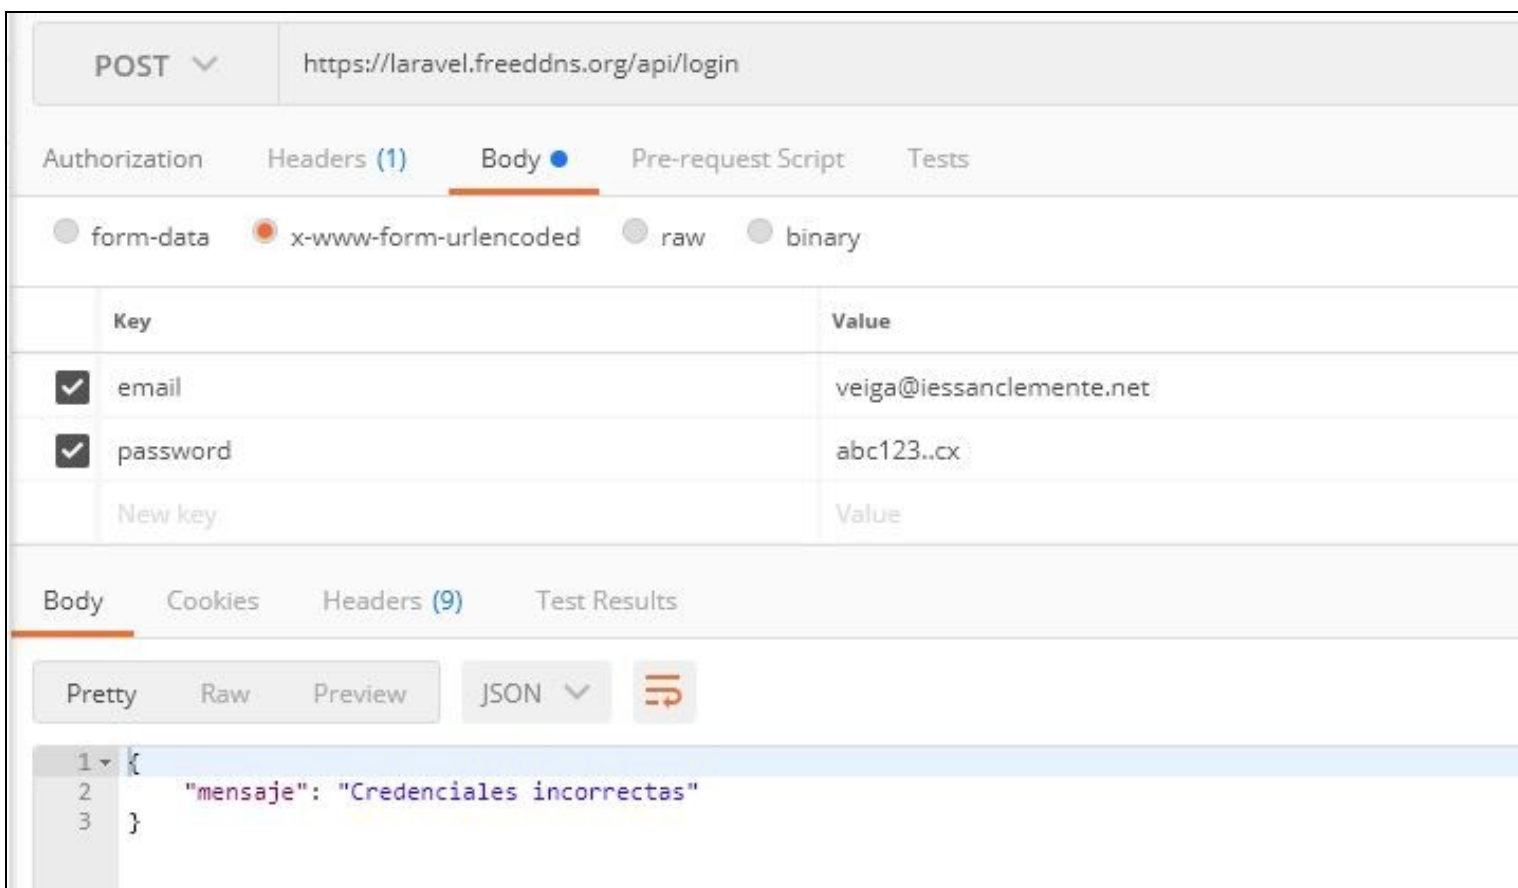 POST https://laravel.freeddns.org/api/login
Authorization Headers (1) Body Pre-request Script Tests
form-data x-www-form-urlencoded raw binary
Key Value
email veiga@iessanclemente.net
password abc123..cx
New key Value
Body Cookies Headers (9) Test Results
Pretty Raw Preview JSON
1 {
2 "mensaje": "Credenciales incorrectas"
3 }